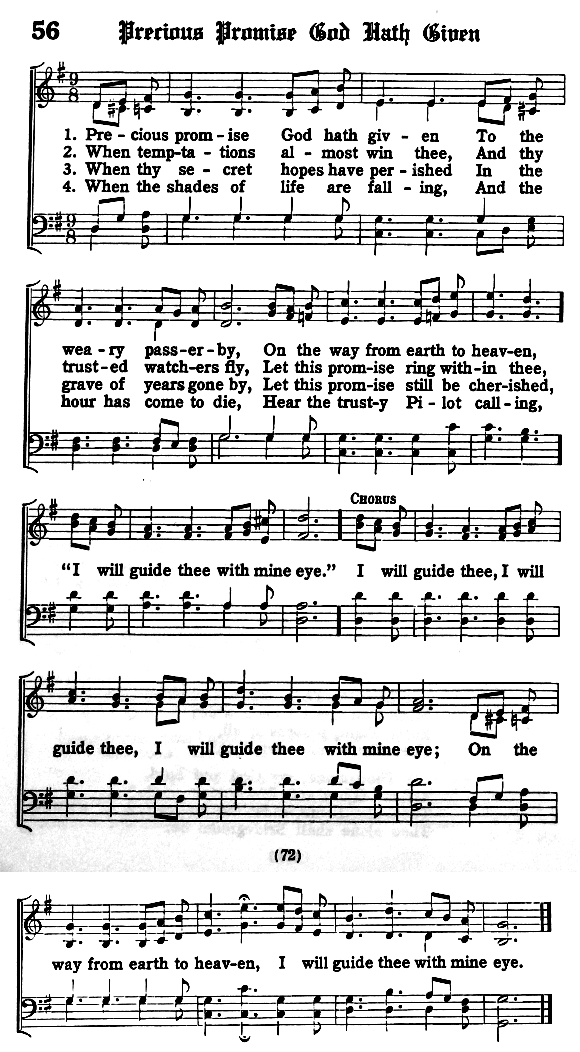 56 Precious Promise God Hath Given
9 8
1. Pre - cious prom - ise God hath giv - en To the
2. When temp-ta - tions al - most win thee, And thy
3. When thy se - cret hopes have per - ished In the
4. When the shades of life are fall - ing, And the
9 8
wea - ry pass-er-by, On the way from earth to heav-en,
trust-ed watch-ers fly, Let this prom-ise ring with-in thee,
grave of years gone by, Let this prom-ise still be cher-ished,
hour has come to die, Hear the trust-y Pi - lot call-ing,
CHORUS
"I will guide thee with mine eye." I will guide thee, I will
guide thee, I will guide thee with mine eye; On the
(72)
way from earth to heav-en, I will guide thee with mine eye.